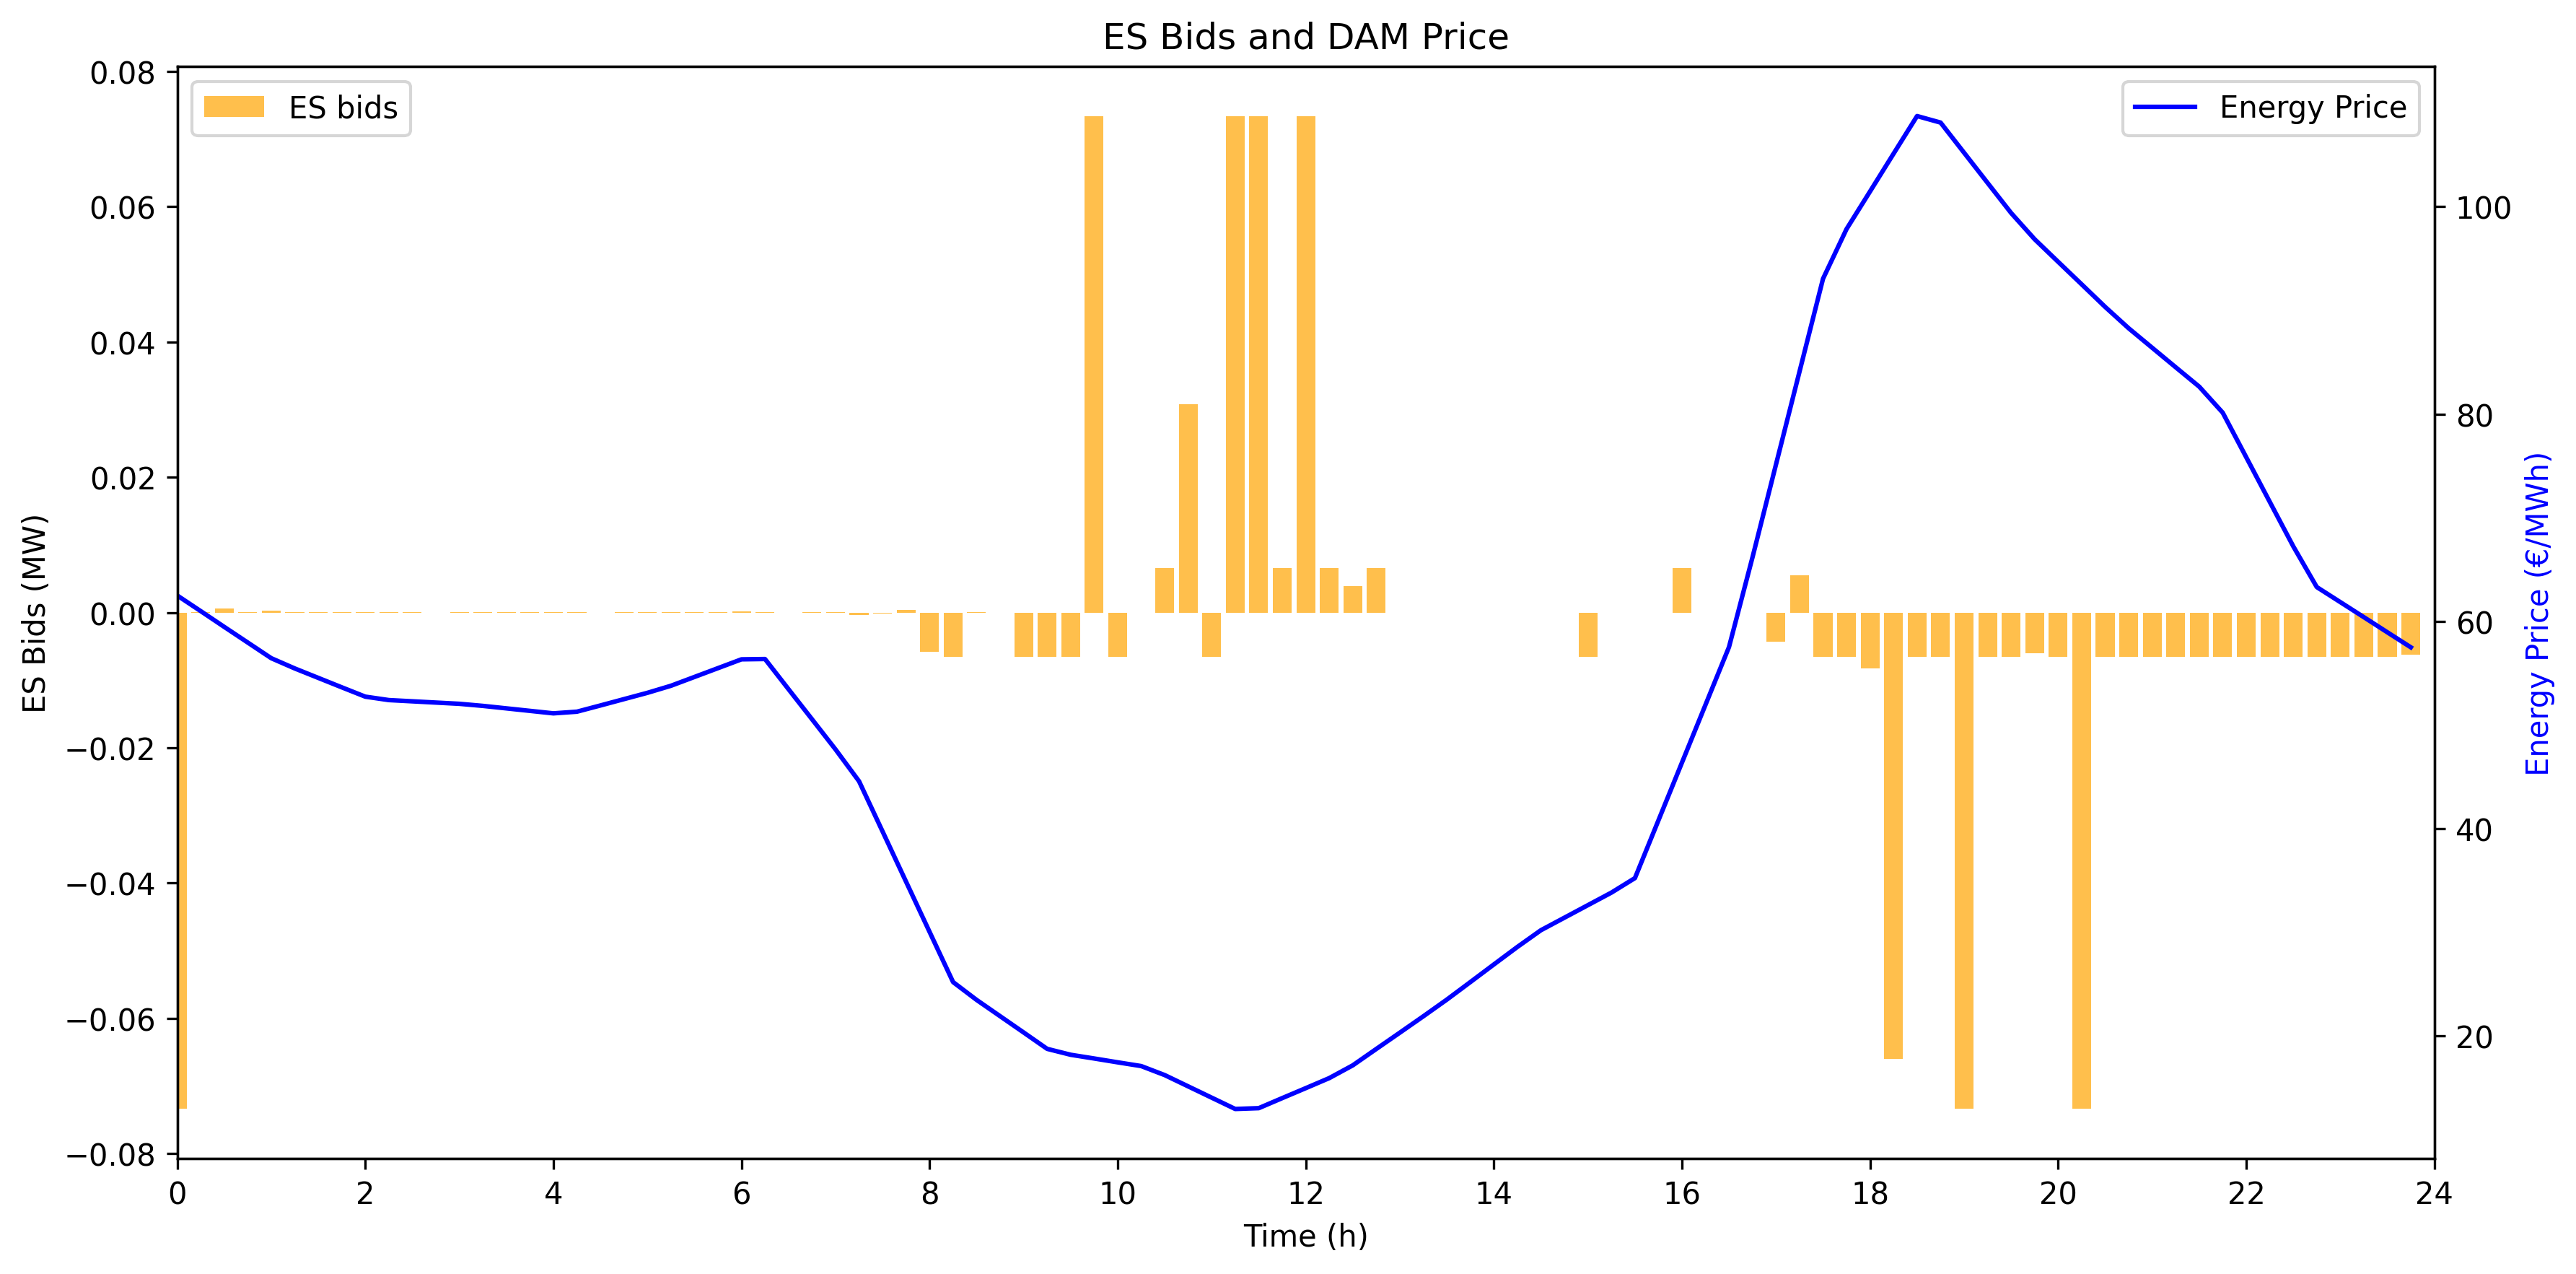 ES Bids and DAM Price
ES bids
Energy Price
ES Bids (MW)
0.08
0.06
0.04
0.02
0.00
−0.02
−0.04
−0.06
−0.08
Energy Price (€/MWh)
100
80
60
40
20
0 2 4 6 8 10 12 14 16 18 20 22 24
Time (h)